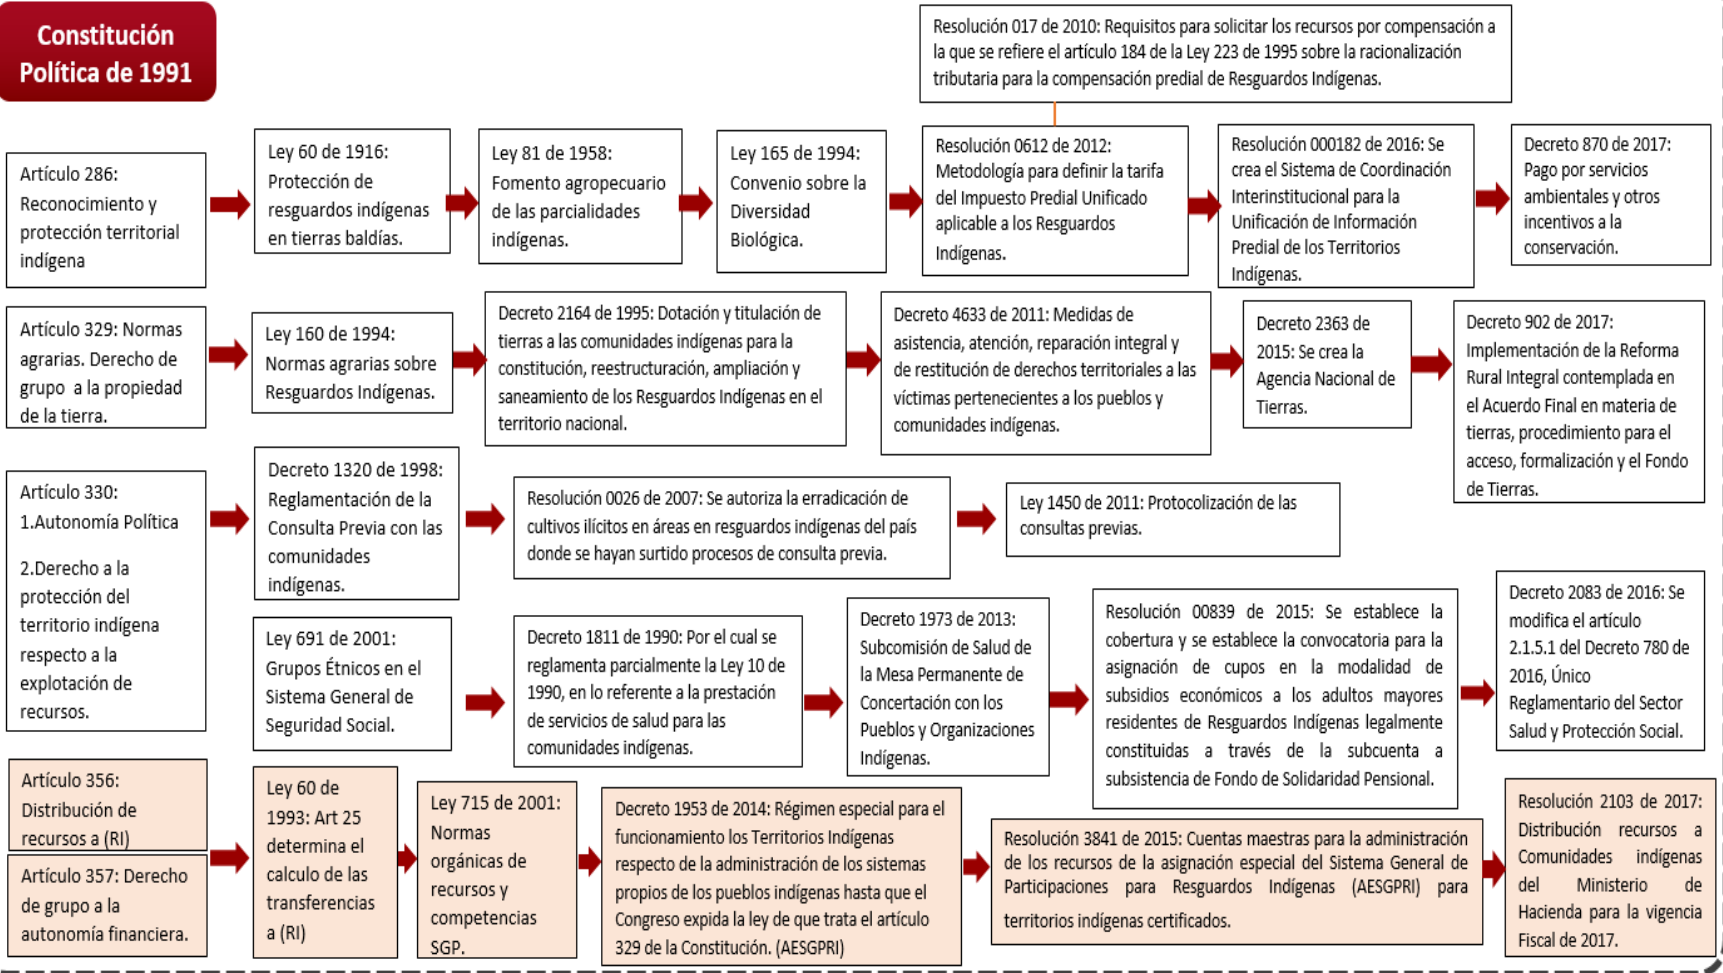 Constitución
Política de 1991
Resolución 017 de 2010: Requisitos para solicitar los recursos por compensación a
la que se refiere el artículo 184 de la Ley 223 de 1995 sobre la racionalización
tributaria para la compensación predial de Resguardos Indígenas.
Artículo 286:
Reconocimiento y
protección territorial
indígena
Ley 60 de 1916:
Protección de
resguardos indígenas
en tierras baldías.
Ley 81 de 1958:
Fomento agropecuario
de las parcialidades
indígenas.
Ley 165 de 1994:
Convenio sobre la
Diversidad
Biológica.
Resolución 0612 de 2012:
Metodología para definir la tarifa
del Impuesto Predial Unificado
aplicable a los Resguardos
Indígenas.
Resolución 000182 de 2016: Se
crea el Sistema de Coordinación
Interinstitucional para la
Unificación de Información
Predial de los Territorios
Indígenas.
Decreto 870 de 2017:
Pago por servicios
ambientales y otros
incentivos a la
conservación.
Artículo 329: Normas
agrarias. Derecho de
grupo a la propiedad
de la tierra.
Ley 160 de 1994:
Normas agrarias sobre
Resguardos Indígenas.
Decreto 2164 de 1995: Dotación y titulación de
tierras a las comunidades indígenas para la
constitución, reestructuración, ampliación y
saneamiento de los Resguardos Indígenas en el
territorio nacional.
Decreto 4633 de 2011: Medidas de
asistencia, atención, reparación integral y
de restitución de derechos territoriales a las
víctimas pertenecientes a los pueblos y
comunidades indígenas.
Decreto 2363 de
2015: Se crea la
Agencia Nacional de
Tierras.
Decreto 902 de 2017:
Implementación de la Reforma
Rural Integral contemplada en
el Acuerdo Final en materia de
tierras, procedimiento para el
acceso, formalización y el Fondo
de Tierras.
Artículo 330:
1.Autonomía Política
2.Derecho a la
protección del
territorio indígena
respecto a la
explotación de
recursos.
Decreto 1320 de 1998:
Reglamentación de la
Consulta Previa con las
comunidades
indígenas.
Resolución 0026 de 2007: Se autoriza la erradicación de
cultivos ilícitos en áreas en resguardos indígenas del país
donde se hayan surtido procesos de consulta previa.
Ley 1450 de 2011: Protocolización de las
consultas previas.
Ley 691 de 2001:
Grupos Étnicos en el
Sistema General de
Seguridad Social.
Decreto 1811 de 1990: Por el cual se
reglamenta parcialmente la Ley 10 de
1990, en lo referente a la prestación
de servicios de salud para las
comunidades indígenas.
Decreto 1973 de 2013:
Subcomisión de Salud de
la Mesa Permanente de
Concertación con los
Pueblos y Organizaciones
Indígenas.
Resolución 00839 de 2015: Se establece la
cobertura y se establece la convocatoria para la
asignación de cupos en la modalidad de
subsidios económicos a los adultos mayores
residentes de Resguardos Indígenas legalmente
constituidas a través de la subcuenta a
subsistencia de Fondo de Solidaridad Pensional.
Decreto 2083 de 2016: Se
modifica el artículo
2.1.5.1 del Decreto 780 de
2016, Único
Reglamentario del Sector
Salud y Protección Social.
Artículo 356:
Distribución de
recursos a (RI)
Artículo 357: Derecho
de grupo a la
autonomía financiera.
Ley 60 de
1993: Art 25
determina el
calculo de las
transferencias
a (RI)
Ley 715 de 2001:
Normas
orgánicas de
recursos y
competencias
SGP.
Decreto 1953 de 2014: Régimen especial para el
funcionamiento los Territorios Indígenas
respecto de la administración de los sistemas
propios de los pueblos indígenas hasta que el
Congreso expida la ley de que trata el artículo
329 de la Constitución. (AESGPRI)
Resolución 3841 de 2015: Cuentas maestras para la administración
de los recursos de la asignación especial del Sistema General de
Participaciones para Resguardos Indígenas (AESGPRI) para
territorios indígenas certificados.
Resolución 2103 de 2017:
Distribución recursos a
Comunidades indígenas
del Ministerio de
Hacienda para la vigencia
Fiscal de 2017.